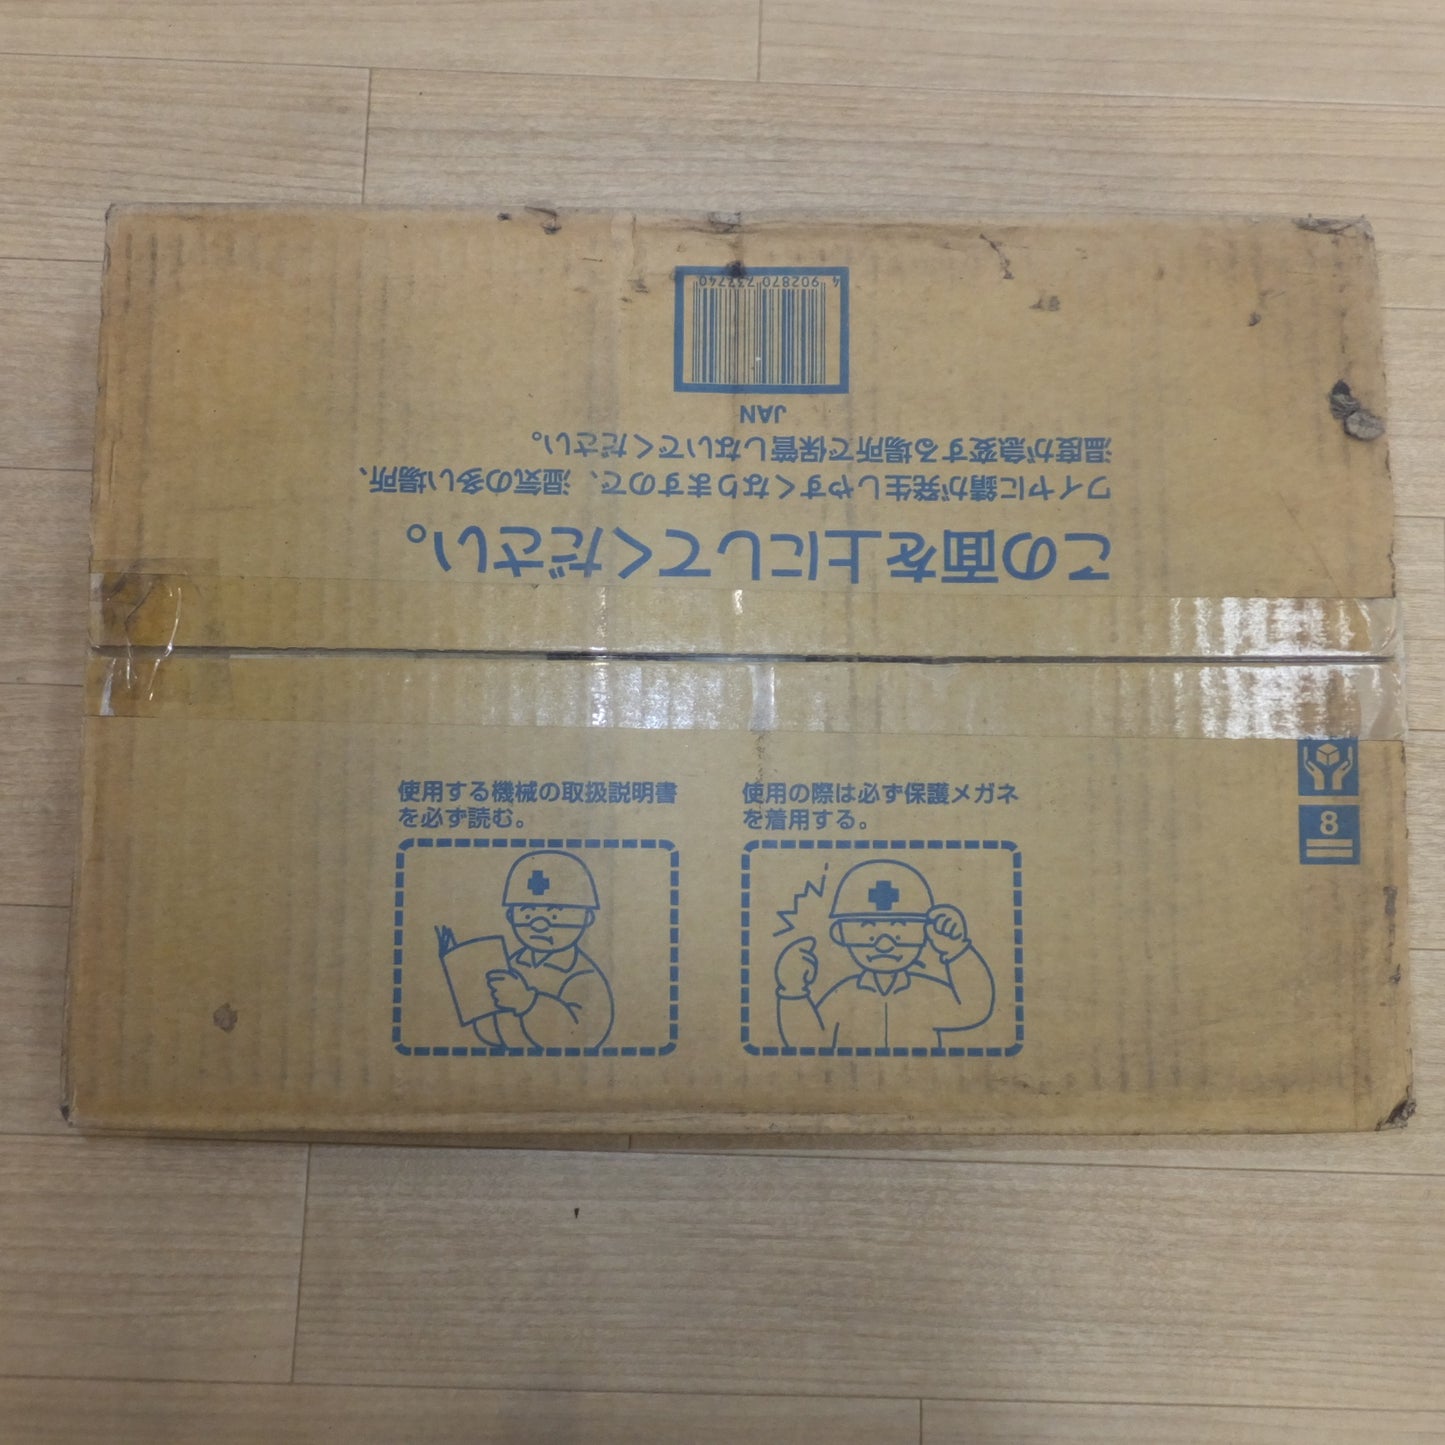 この面を上にしてください。
ワイヤに錆が発生しやすくなりますので、湿気の多い場所、
温度が急変する場所で保管しないでください。
JAN
4 902870 737740
使用する機械の取扱説明書
を必ず読む。
使用の際は必ず保護メガネ
を着用する。
8